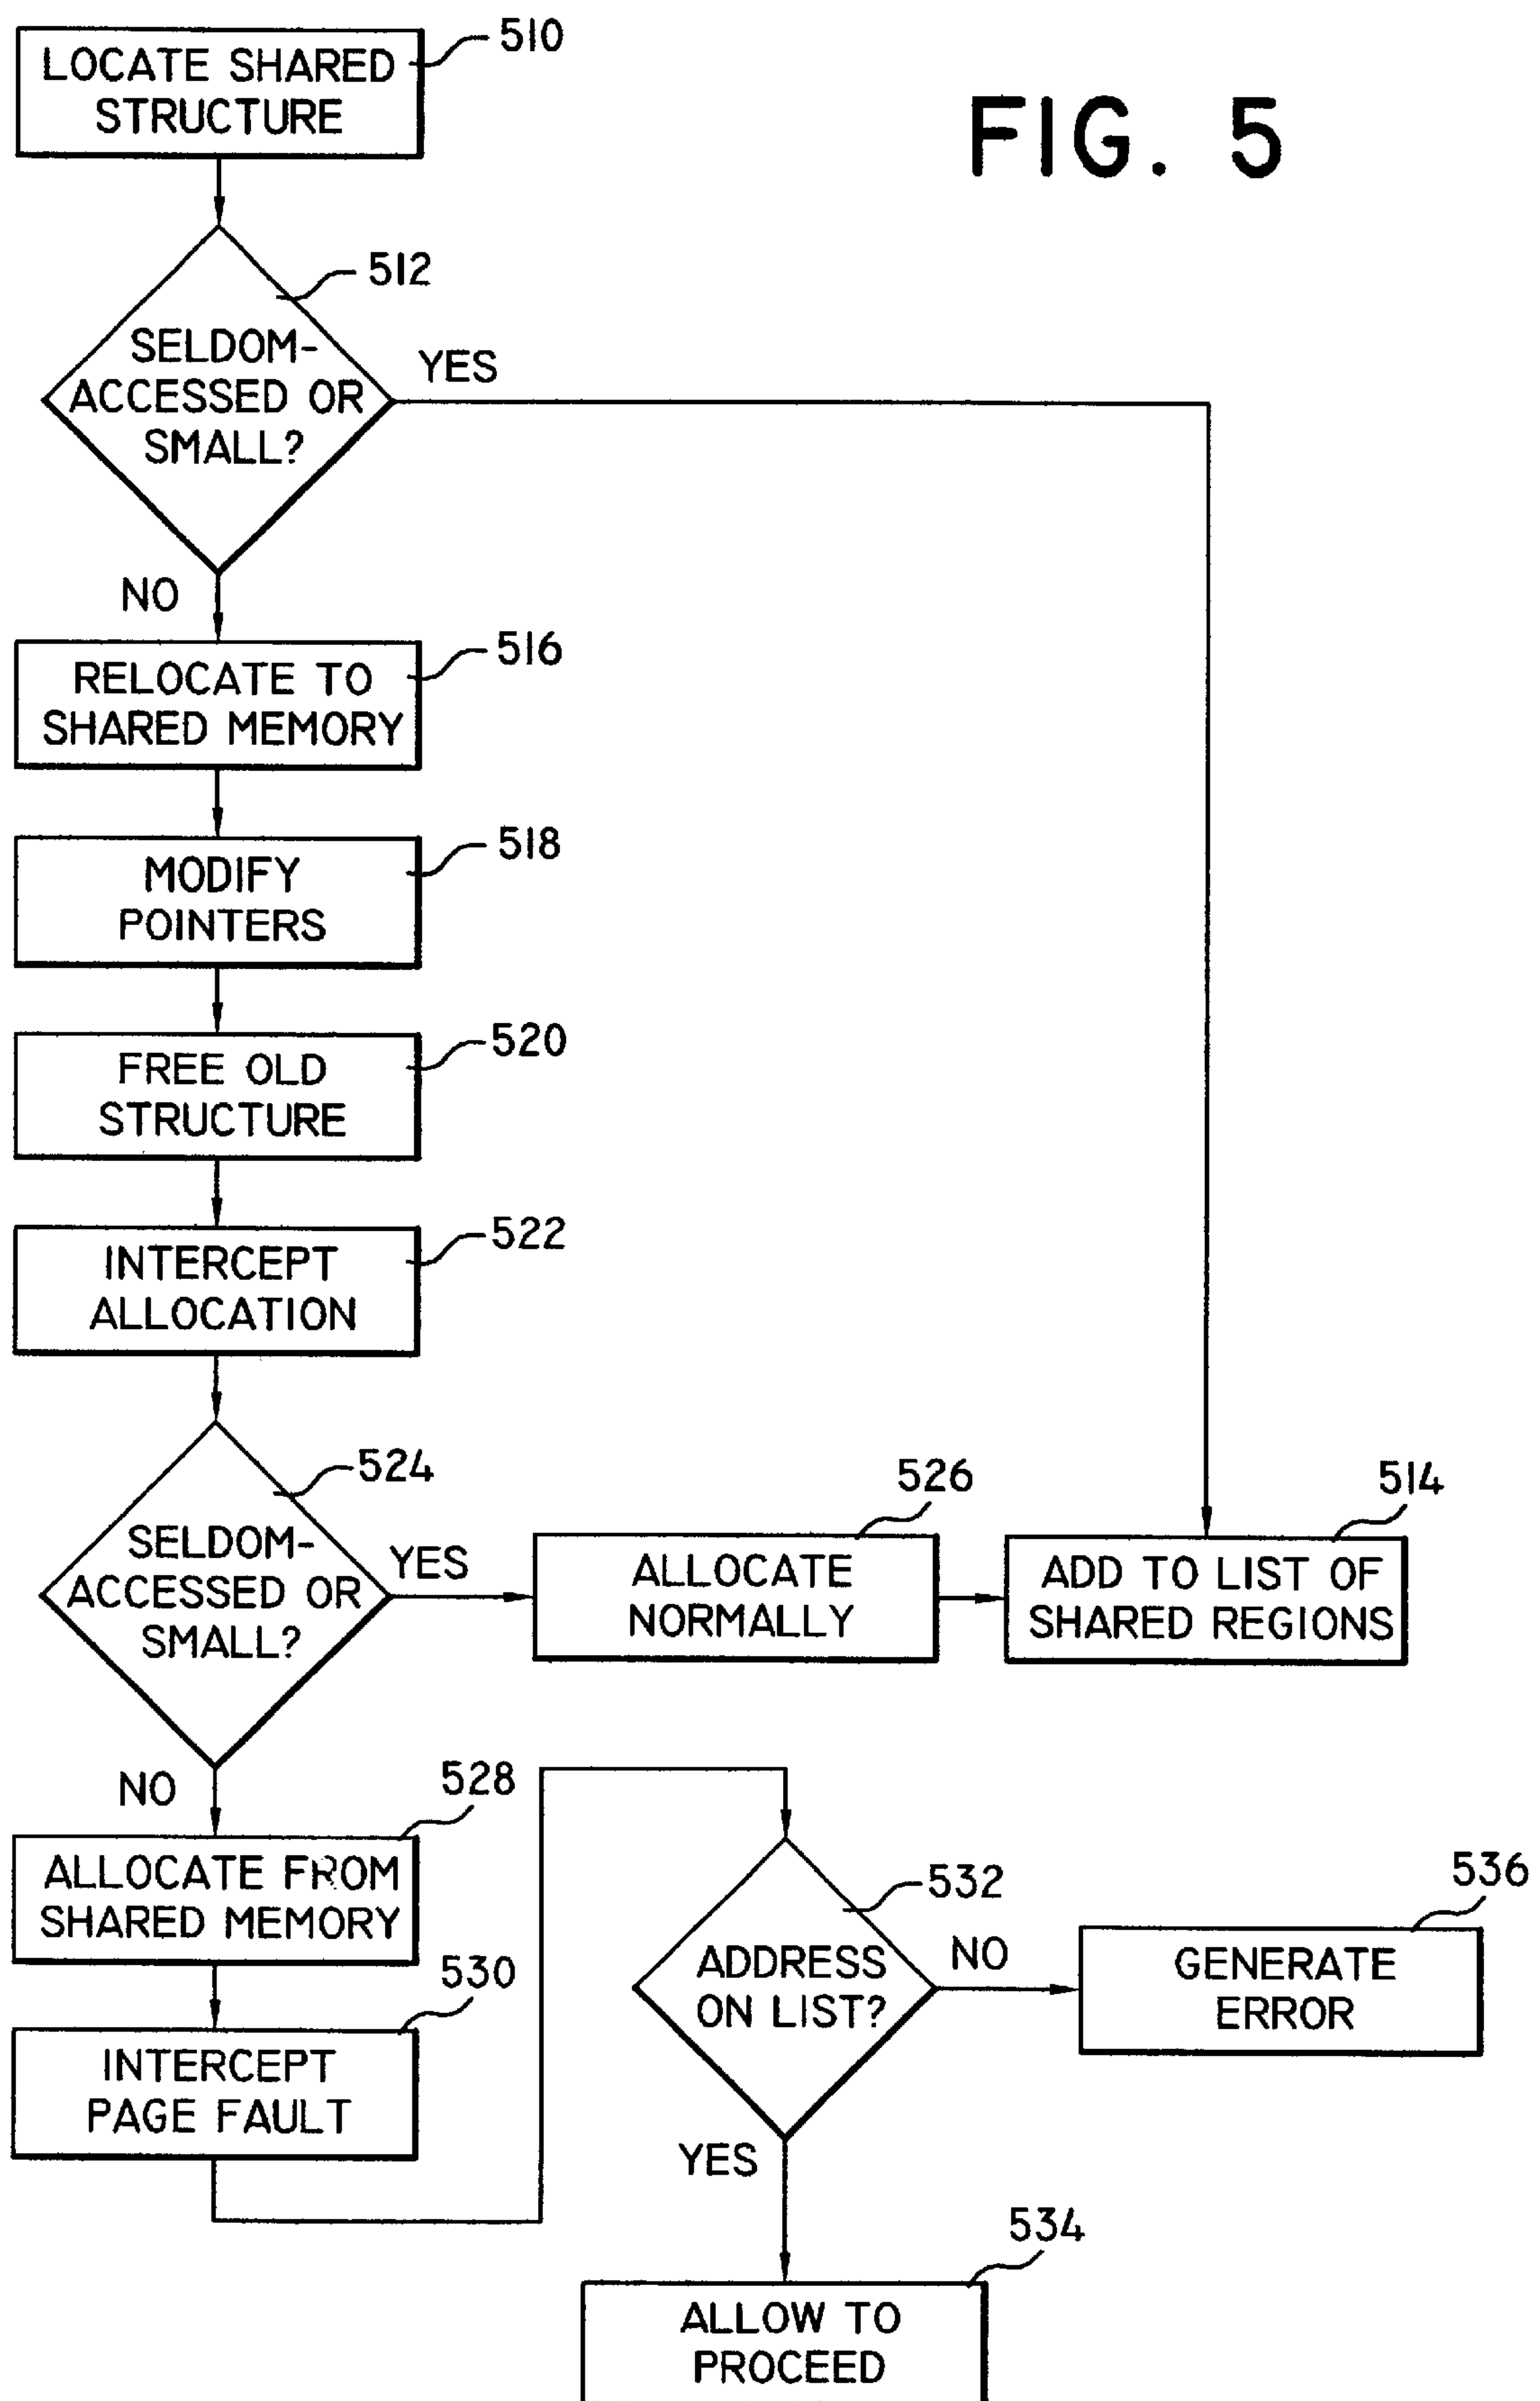 LOCATE SHARED
STRUCTURE
510
FIG. 5
512
SELDOM-
ACCESSED OR
SMALL?
YES
NO
RELOCATE TO
SHARED MEMORY
516
MODIFY
POINTERS
518
FREE OLD
STRUCTURE
520
INTERCEPT
ALLOCATION
522
524
SELDOM-
ACCESSED OR
SMALL?
YES
526
ALLOCATE
NORMALLY
514
ADD TO LIST OF
SHARED REGIONS
NO
528
ALLOCATE FROM
SHARED MEMORY
530
INTERCEPT
PAGE FAULT
532
ADDRESS
ON LIST?
NO
536
GENERATE
ERROR
YES
534
ALLOW TO
PROCEED